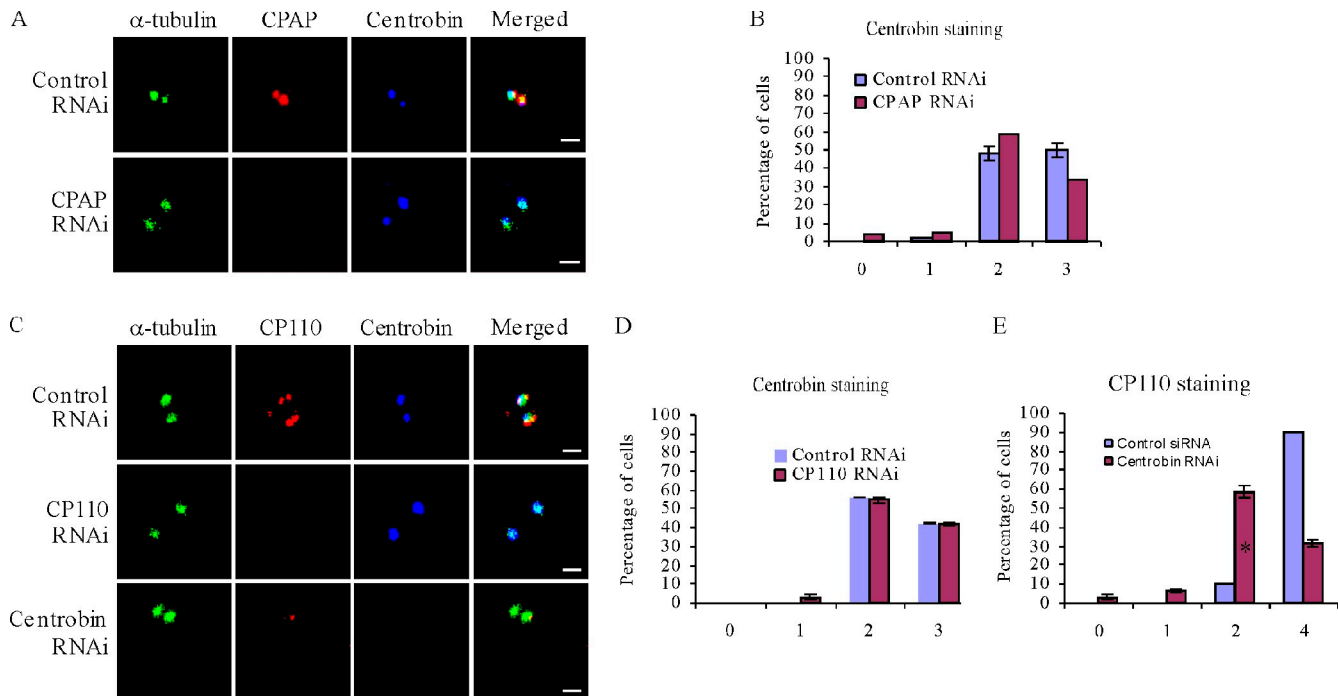 A
α-tubulin CPAP Centrobin Merged
Control
RNAi
CPAP
RNAi
B
Centrobin staining
Control RNAi
CPAP RNAi
Percentage of cells
100
90
80
70
60
50
40
30
20
10
0
0 1 2 3
C
α-tubulin CP110 Centrobin Merged
Control
RNAi
CP110
RNAi
Centrobin
RNAi
D
Centrobin staining
Control RNAi
CP110 RNAi
Percentage of cells
100
90
80
70
60
50
40
30
20
10
0
0 1 2 3
E
CP110 staining
Control siRNA
Centrobin RNAi
Percentage of cells
100
90
80
70
60
50
40
30
20
10
0
*
0 1 2 4